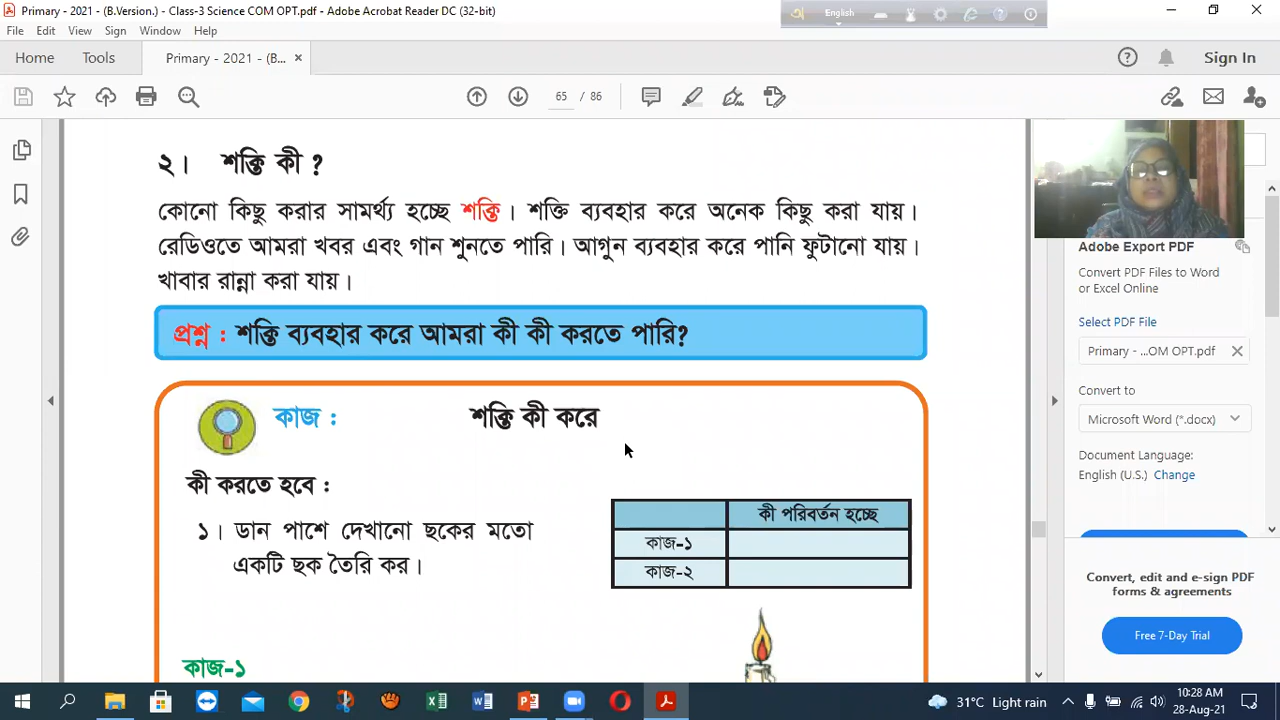 Primary - 2021 - (B.Version.) - Class-3 Science COM OPT.pdf - Adobe Acrobat Reader DC (32-bit)
English
File Edit View Sign Window Help
Home Tools Primary - 2021 - (B... × Sign In
65 / 86
২। শক্তি কী ?
কোনো কিছু করার সামর্থ্য হচ্ছে শক্তি। শক্তি ব্যবহার করে অনেক কিছু করা যায়।
রেডিওতে আমরা খবর এবং গান শুনতে পারি। আগুন ব্যবহার করে পানি ফুটানো যায়।
খাবার রান্না করা যায়।
প্রশ্ন : শক্তি ব্যবহার করে আমরা কী কী করতে পারি?
কাজ : শক্তি কী করে
কী করতে হবে :
১। ডান পাশে দেখানো ছকের মতো
একটি ছক তৈরি কর।
কী পরিবর্তন হচ্ছে
কাজ-১
কাজ-২
কাজ-১
Adobe Export PDF
Convert PDF Files to Word
or Excel Online
Select PDF File
Primary - ...OM OPT.pdf
Convert to
Microsoft Word (*.docx)
Document Language:
English (U.S.) Change
Convert, edit and e-sign PDF
forms & agreements
Free 7-Day Trial
31°C Light rain
10:28 AM
28-Aug-21